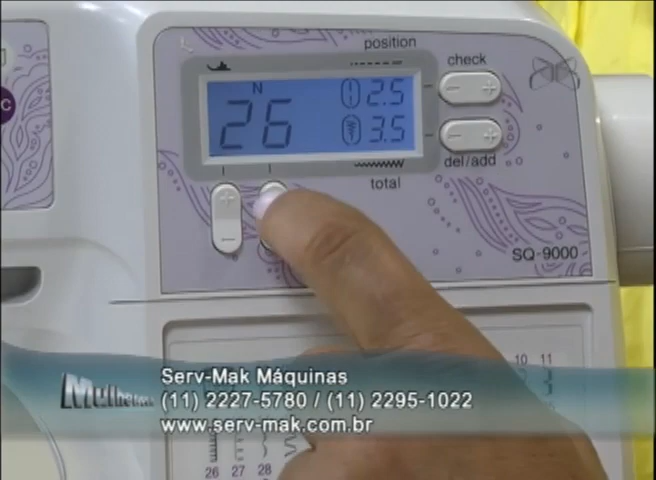 position
check
N
26
2.5
3.5
del/add
total
SQ-9000
C
10 11
Serv-Mak Máquinas
(11) 2227-5780 / (11) 2295-1022
www.serv-mak.com.br
26 27 28